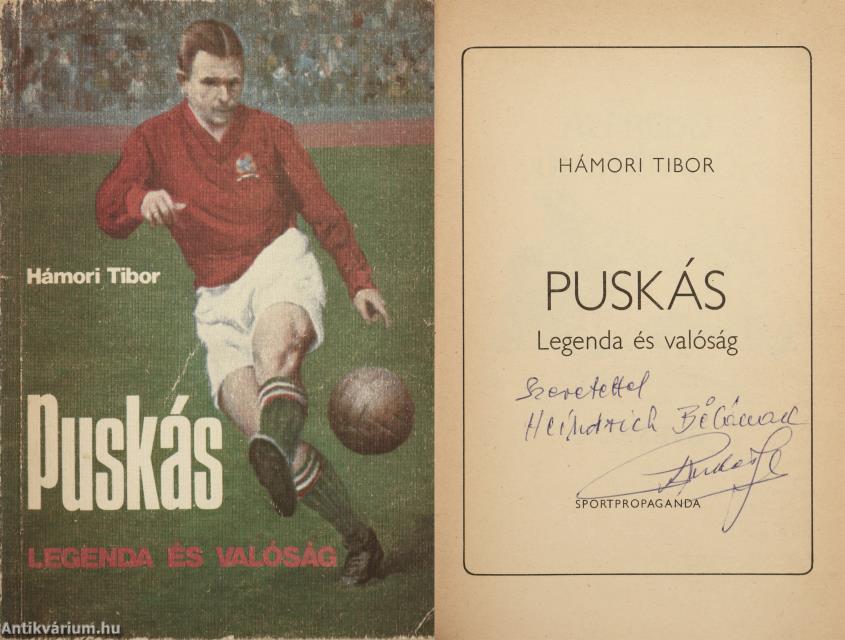 Hámori Tibor
Puskás
LEGENDA ÉS VALÓSÁG
Antikvárium.hu
HÁMORI TIBOR
PUSKÁS
Legenda és valóság
Szeretettel
Heindrich Bélának
SPORTPROPAGANDA